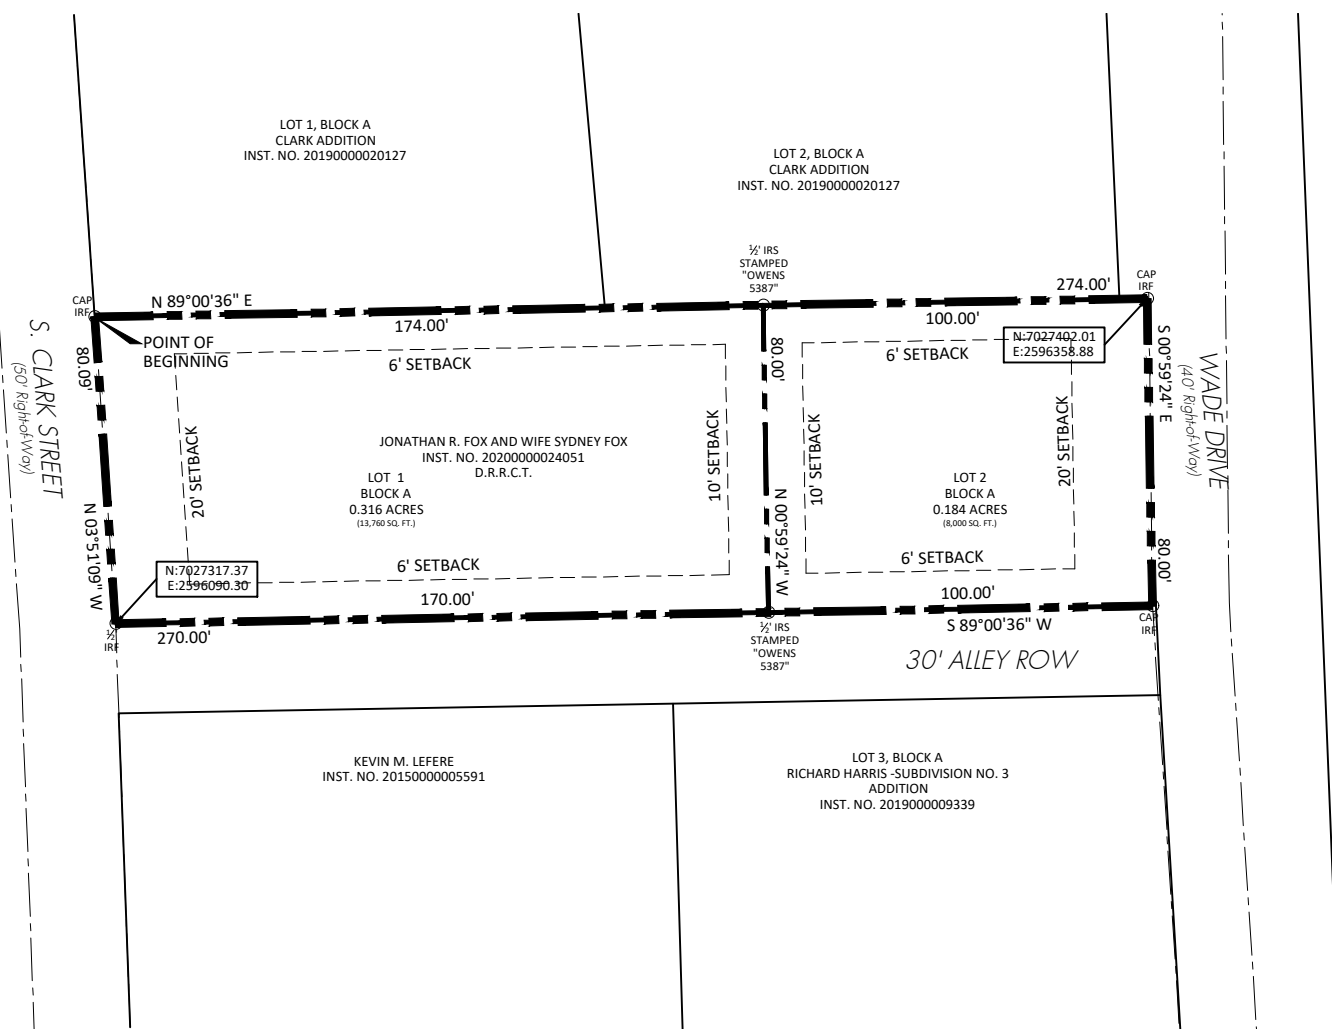 LOT 1, BLOCK A
CLARK ADDITION
INST. NO. 20190000020127
LOT 2, BLOCK A
CLARK ADDITION
INST. NO. 20190000020127
½' IRS
STAMPED
"OWENS
5387"
CAP
IRF
N 89°00'36" E
174.00'
100.00'
274.00'
CAP
IRF
POINT OF
BEGINNING
N:7027402.01
E:2596358.88
S. CLARK STREET
(50' Right-of-Way)
80.09'
N 03°51'09" W
6' SETBACK
20' SETBACK
10' SETBACK
6' SETBACK
JONATHAN R. FOX AND WIFE SYDNEY FOX
INST. NO. 20200000024051
D.R.R.C.T.
LOT 1
BLOCK A
0.316 ACRES
(13,760 SQ. FT.)
80.00'
N 00°59'24" W
6' SETBACK
10' SETBACK
20' SETBACK
6' SETBACK
LOT 2
BLOCK A
0.184 ACRES
(8,000 SQ. FT.)
S 00°59'24" E
80.00'
WADE DRIVE
(40' Right-of-Way)
N:7027317.37
E:2596090.30
½'
IRF
270.00'
170.00'
100.00'
S 89°00'36" W
½' IRS
STAMPED
"OWENS
5387"
CAP
IRF
30' ALLEY ROW
KEVIN M. LEFERE
INST. NO. 20150000005591
LOT 3, BLOCK A
RICHARD HARRIS -SUBDIVISION NO. 3
ADDITION
INST. NO. 2019000009339